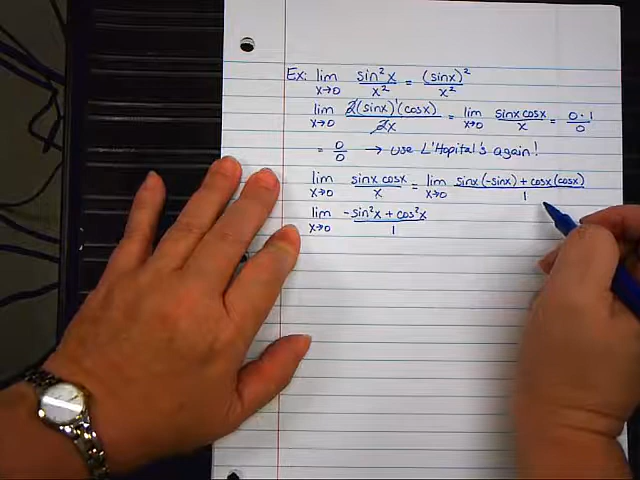 Ex: lim x→0 sin²x / x² = (sinx)² / x²
lim x→0 2(sinx)¹(cosx) / 2x = lim x→0 sinx cosx / x = 0·1 / 0
= 0/0 → use L'Hopital's again!
lim x→0 sinx cosx / x = lim x→0 sinx(-sinx) + cosx(cosx) / 1
lim x→0 -sin²x + cos²x / 1